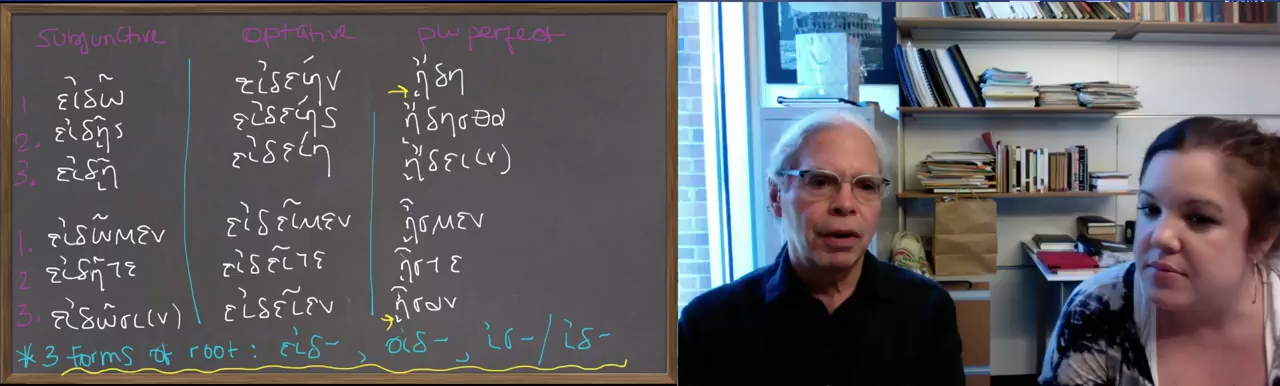 subjunctive optative pluperfect
1. εἰδῶ εἰδείην → ᾔδη
2. εἰδῇς εἰδείης ᾔδησθα
3. εἰδῇ εἰδείη ᾔδει(ν)
1. εἰδῶμεν εἰδεῖμεν ᾖσμεν
2 εἰδῆτε εἰδεῖτε ᾖστε
3. εἰδῶσι(ν) εἰδεῖεν → ᾖσαν
* 3 forms of root: εἰδ-, οἰδ-, ἰσ-/ἰδ-